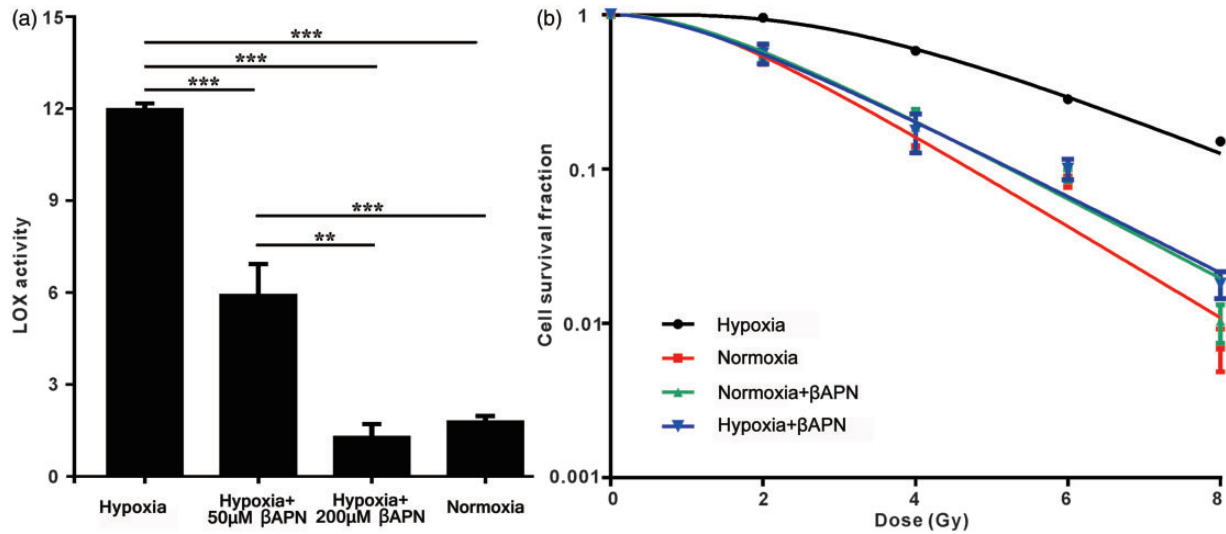 (a)
LOX activity
15
12
9
6
3
0
***
***
***
***
**
Hypoxia
Hypoxia+
50μM βAPN
Hypoxia+
200μM βAPN
Normoxia
(b)
Cell survival fraction
1
0.1
0.01
0.001
Hypoxia
Normoxia
Normoxia+βAPN
Hypoxia+βAPN
0
2
4
6
8
Dose (Gy)